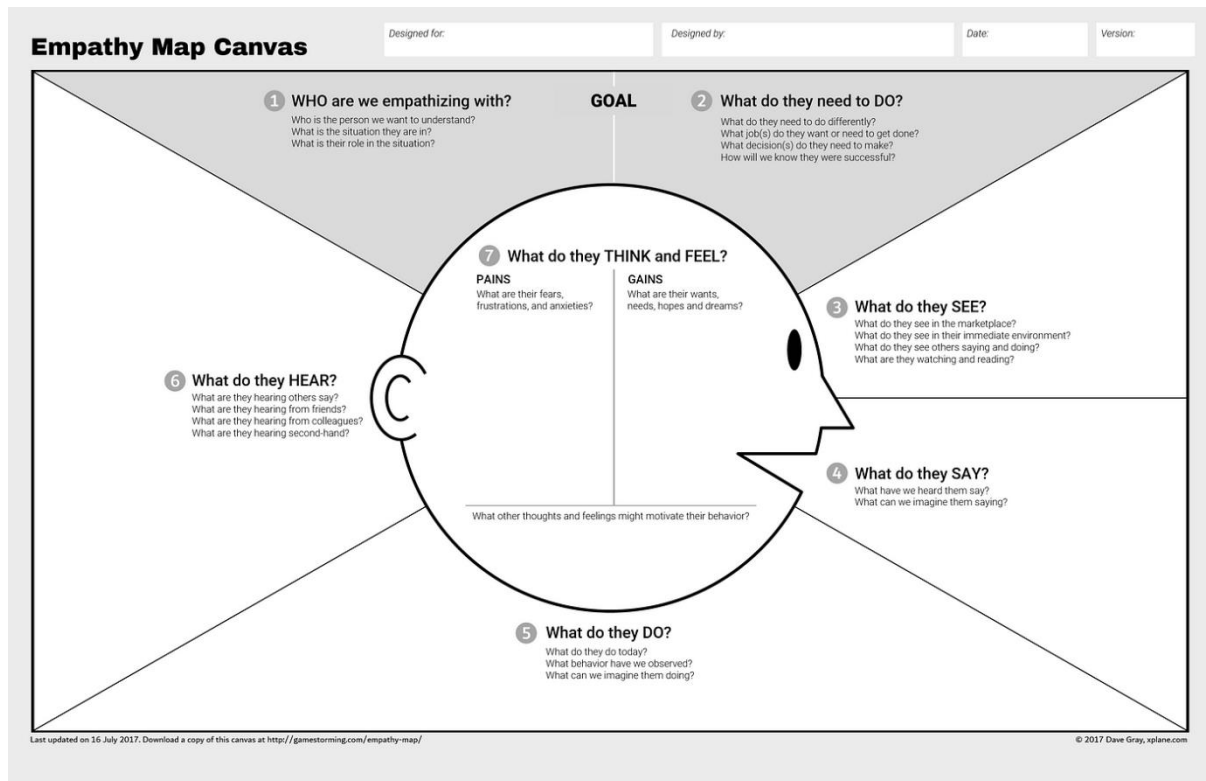 Empathy Map Canvas
Designed for:
Designed by:
Date:
Version:
1 WHO are we empathizing with?
Who is the person we want to understand?
What is the situation they are in?
What is their role in the situation?
GOAL
2 What do they need to DO?
What do they need to do differently?
What job(s) do they want or need to get done?
What decision(s) do they need to make?
How will we know they were successful?
7 What do they THINK and FEEL?
PAINS
What are their fears,
frustrations, and anxieties?
GAINS
What are their wants,
needs, hopes and dreams?
What other thoughts and feelings might motivate their behavior?
3 What do they SEE?
What do they see in the marketplace?
What do they see in their immediate environment?
What do they see others saying and doing?
What are they watching and reading?
4 What do they SAY?
What have we heard them say?
What can we imagine them saying?
5 What do they DO?
What do they do today?
What behavior have we observed?
What can we imagine them doing?
6 What do they HEAR?
What are they hearing others say?
What are they hearing from friends?
What are they hearing from colleagues?
What are they hearing second-hand?
Last updated on 16 July 2017. Download a copy of this canvas at http://gamestorming.com/empathy-map/
© 2017 Dave Gray, xplane.com